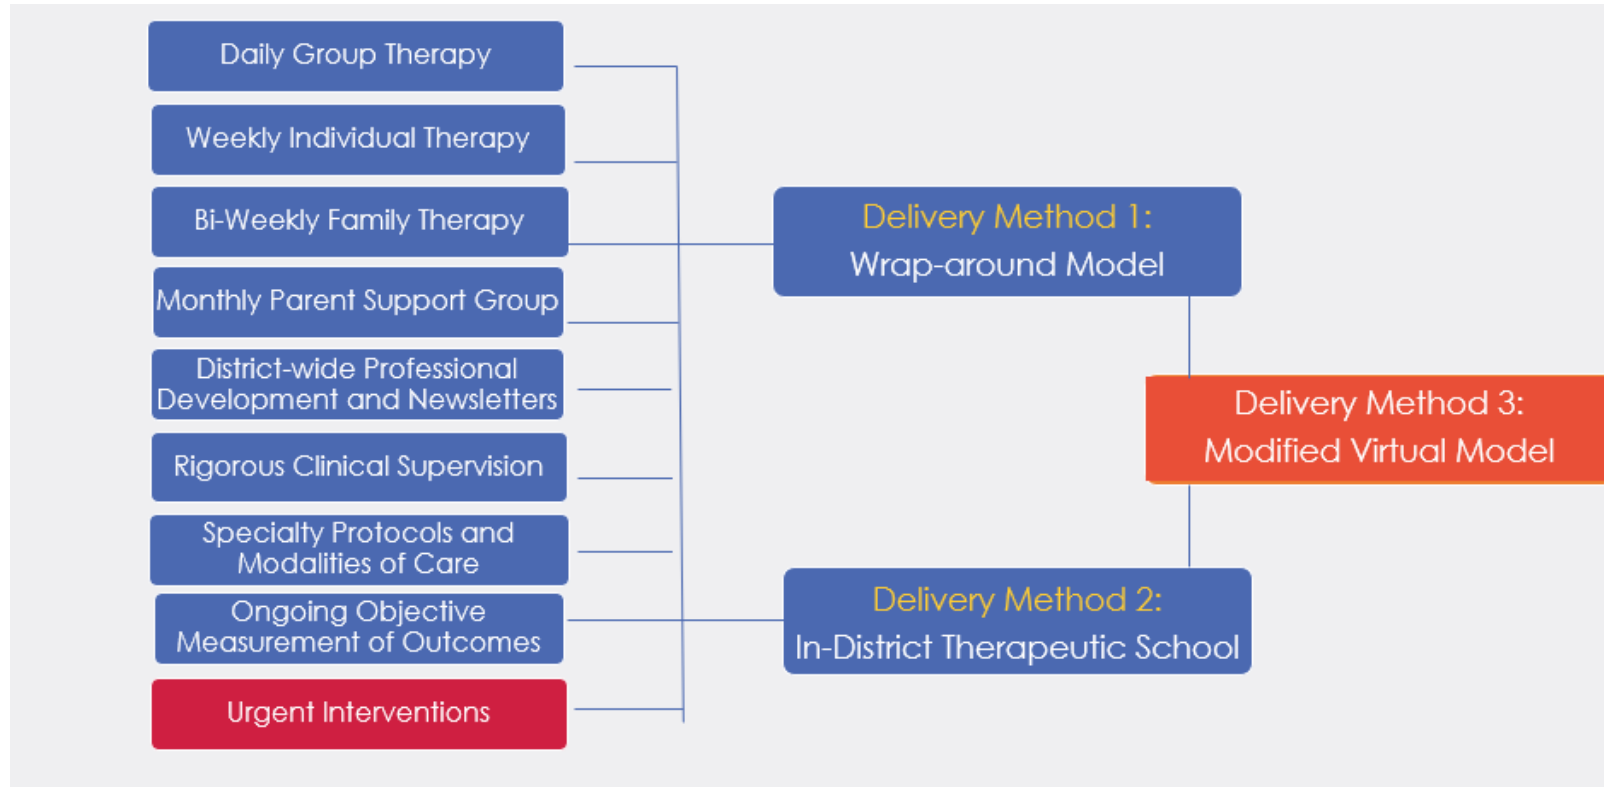 Daily Group Therapy
Weekly Individual Therapy
Bi-Weekly Family Therapy
Monthly Parent Support Group
District-wide Professional
Development and Newsletters
Rigorous Clinical Supervision
Specialty Protocols and
Modalities of Care
Ongoing Objective
Measurement of Outcomes
Urgent Interventions
Delivery Method 1:
Wrap-around Model
Delivery Method 2:
In-District Therapeutic School
Delivery Method 3:
Modified Virtual Model